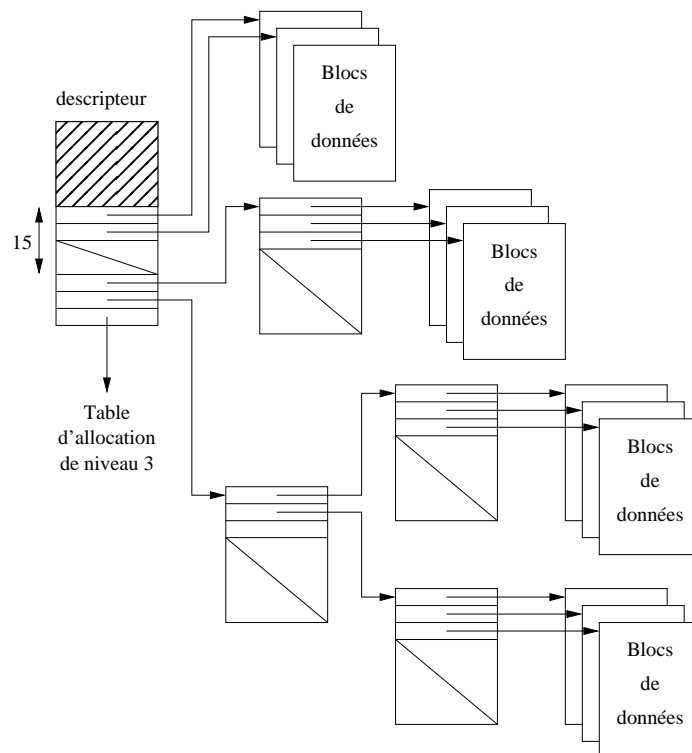 Blocs
de
données
descripteur
15
Blocs
de
données
Table
d'allocation
de niveau 3
Blocs
de
données
Blocs
de
données